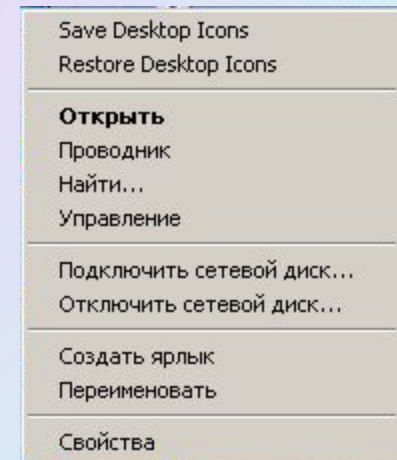 Save Desktop Icons
Restore Desktop Icons
Открыть
Проводник
Найти...
Управление
Подключить сетевой диск...
Отключить сетевой диск...
Создать ярлык
Переименовать
Свойства